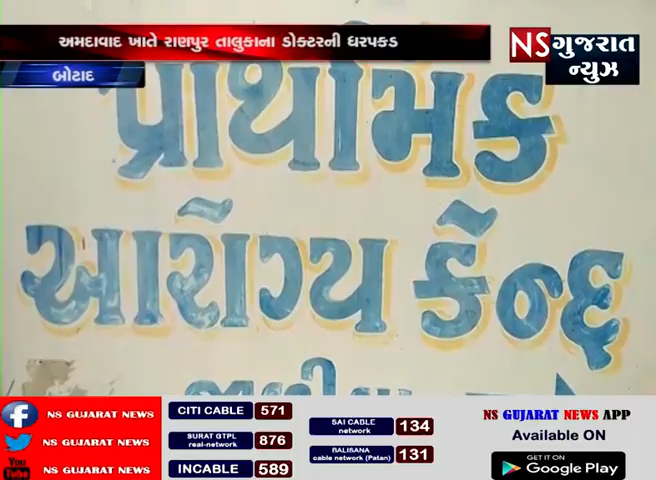 અમદાવાદ ખાતે રાણપુર તાલુકાના ડોક્ટરની ધરપકડ
NS ગુજરાત ન્યુઝ
બોટાદ
પ્રાથમિક
આરોગ્ય કેન્દ્ર
NS GUJARAT NEWS
NS GUJARAT NEWS
You Tube NS GUJARAT NEWS
CITI CABLE 571
SURAT GTPL real-network 876
INCABLE 589
SAI CABLE network 134
BALISANA cable network (Patan) 131
NS GUJARAT NEWS APP
Available ON
GET IT ON
Google Play